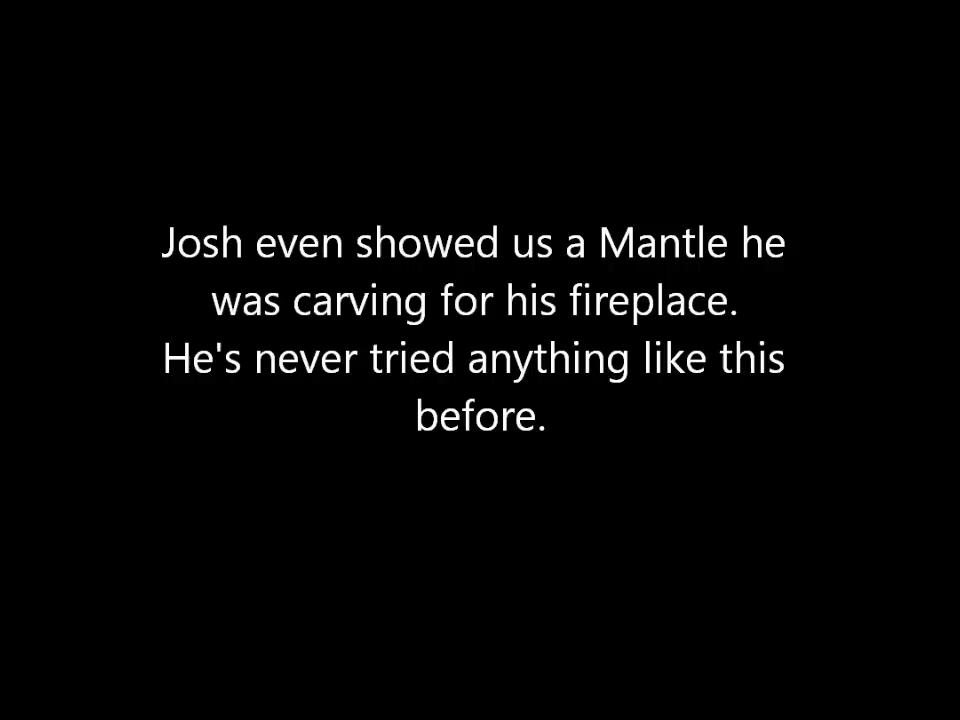 Josh even showed us a Mantle he
was carving for his fireplace.
He's never tried anything like this
before.